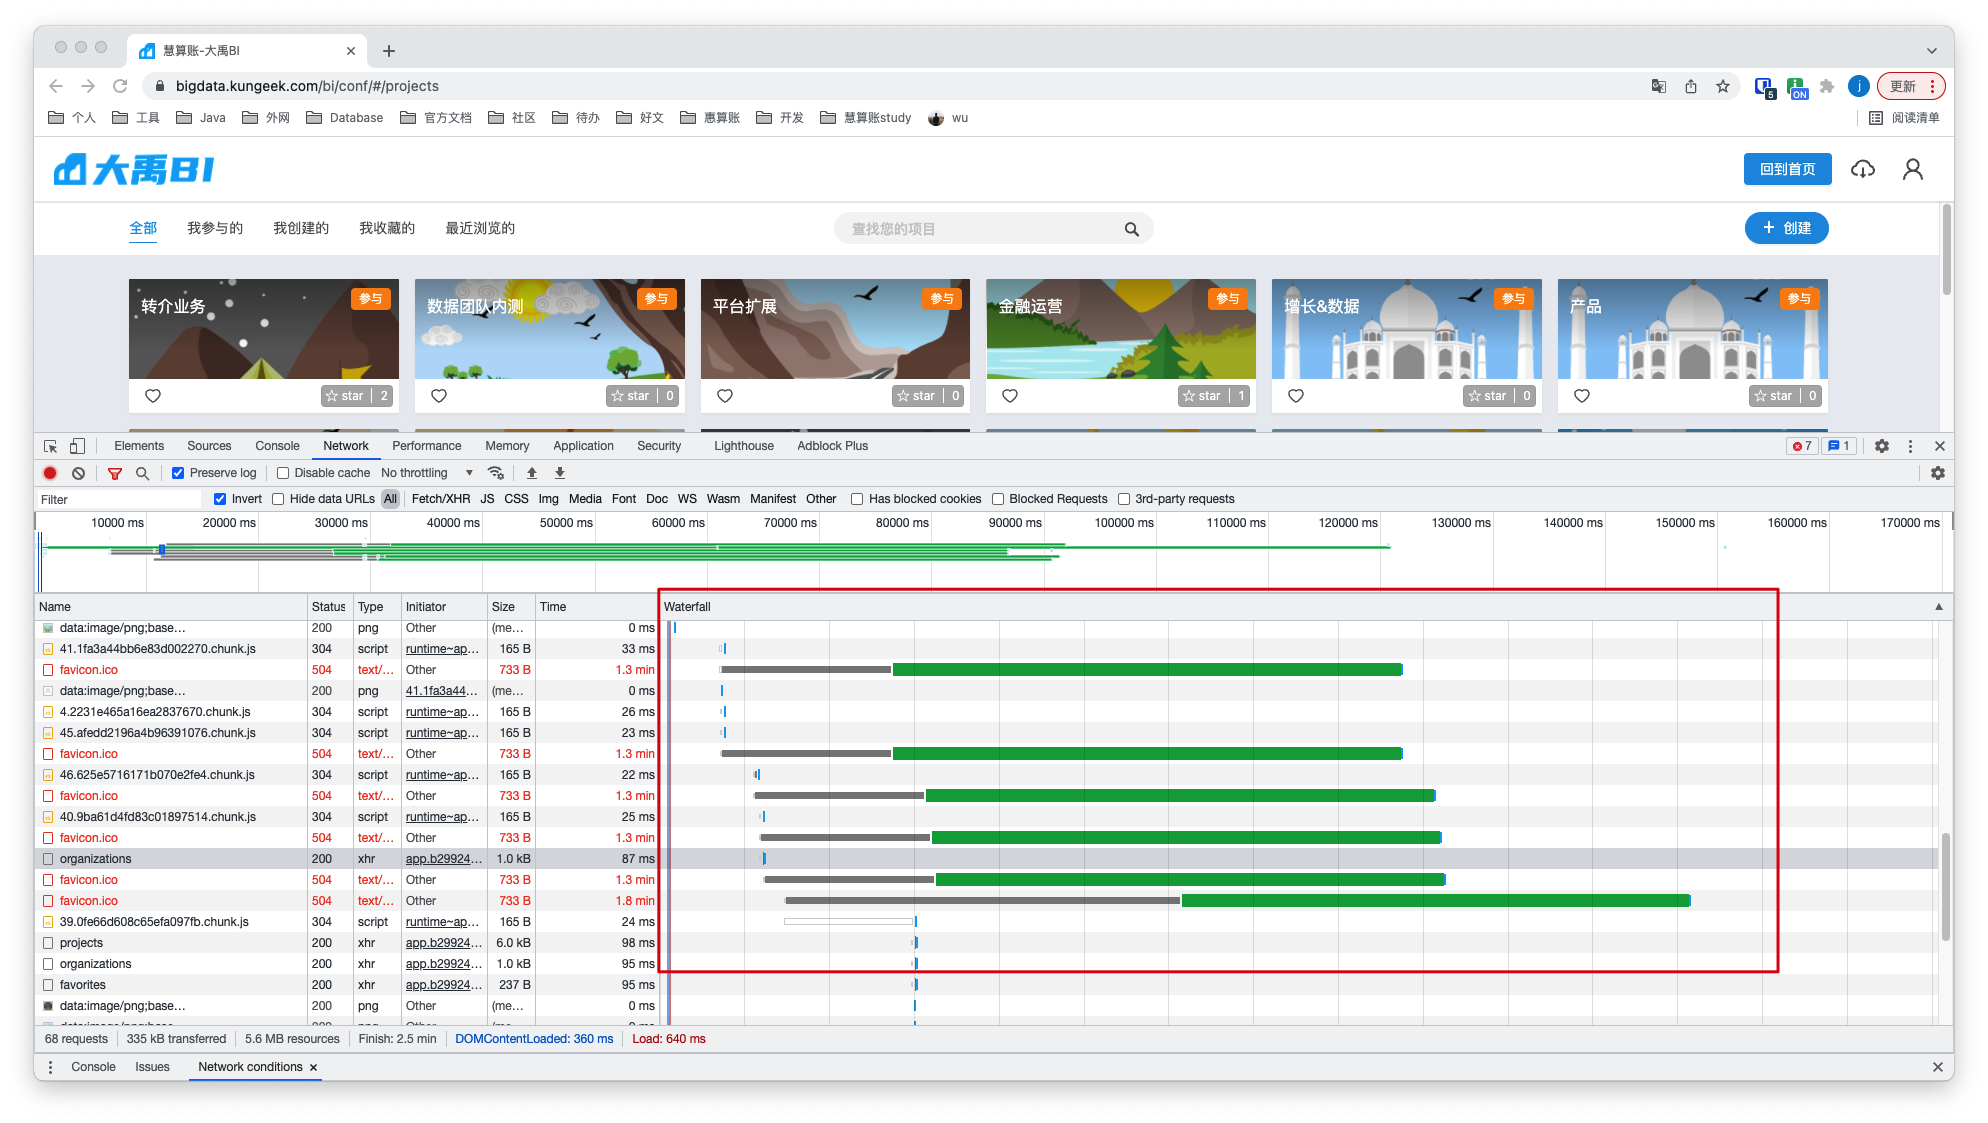 慧算账-大禹BI
bigdata.kungeek.com/bi/conf/#/projects
5 ON j 更新
个人 工具 Java 外网 Database 官方文档 社区 待办 好文 惠算账 开发 慧算账study wu 阅读清单
大禹BI 回到首页
全部 我参与的 我创建的 我收藏的 最近浏览的 查找您的项目 + 创建
转介业务 参与 数据团队内测 参与 平台扩展 参与 金融运营 参与 增长&数据 参与 产品 参与
star 2 star 0 star 0 star 1 star 0 star 0
Elements Sources Console Network Performance Memory Application Security Lighthouse Adblock Plus 7 1
Preserve log Disable cache No throttling
Filter Invert Hide data URLs All Fetch/XHR JS CSS Img Media Font Doc WS Wasm Manifest Other Has blocked cookies Blocked Requests 3rd-party requests
10000 ms 20000 ms 30000 ms 40000 ms 50000 ms 60000 ms 70000 ms 80000 ms 90000 ms 100000 ms 110000 ms 120000 ms 130000 ms 140000 ms 150000 ms 160000 ms 170000 ms
Name Status Type Initiator Size Time Waterfall
data:image/png;base… 200 png Other (me… 0 ms
41.1fa3a44bb6e83d002270.chunk.js 304 script runtime~ap… 165 B 33 ms
favicon.ico 504 text/… Other 733 B 1.3 min
data:image/png;base… 200 png 41.1fa3a44… (me… 0 ms
4.2231e465a16ea2837670.chunk.js 304 script runtime~ap… 165 B 26 ms
45.afedd2196a4b96391076.chunk.js 304 script runtime~ap… 165 B 23 ms
favicon.ico 504 text/… Other 733 B 1.3 min
46.625e5716171b070e2fe4.chunk.js 304 script runtime~ap… 165 B 22 ms
favicon.ico 504 text/… Other 733 B 1.3 min
40.9ba61d4fd83c01897514.chunk.js 304 script runtime~ap… 165 B 25 ms
favicon.ico 504 text/… Other 733 B 1.3 min
organizations 200 xhr app.b29924… 1.0 kB 87 ms
favicon.ico 504 text/… Other 733 B 1.3 min
favicon.ico 504 text/… Other 733 B 1.8 min
39.0fe66d608c65efa097fb.chunk.js 304 script runtime~ap… 165 B 24 ms
projects 200 xhr app.b29924… 6.0 kB 98 ms
organizations 200 xhr app.b29924… 1.0 kB 95 ms
favorites 200 xhr app.b29924… 237 B 95 ms
data:image/png;base… 200 png Other (me… 0 ms
68 requests 335 kB transferred 5.6 MB resources Finish: 2.5 min DOMContentLoaded: 360 ms Load: 640 ms
Console Issues Network conditions